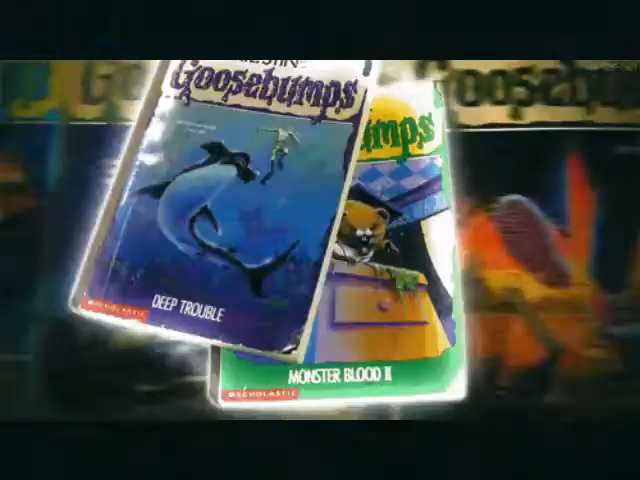 Goosebumps
DEEP TROUBLE
SCHOLASTIC
umps
MONSTER BLOOD II
SCHOLASTIC